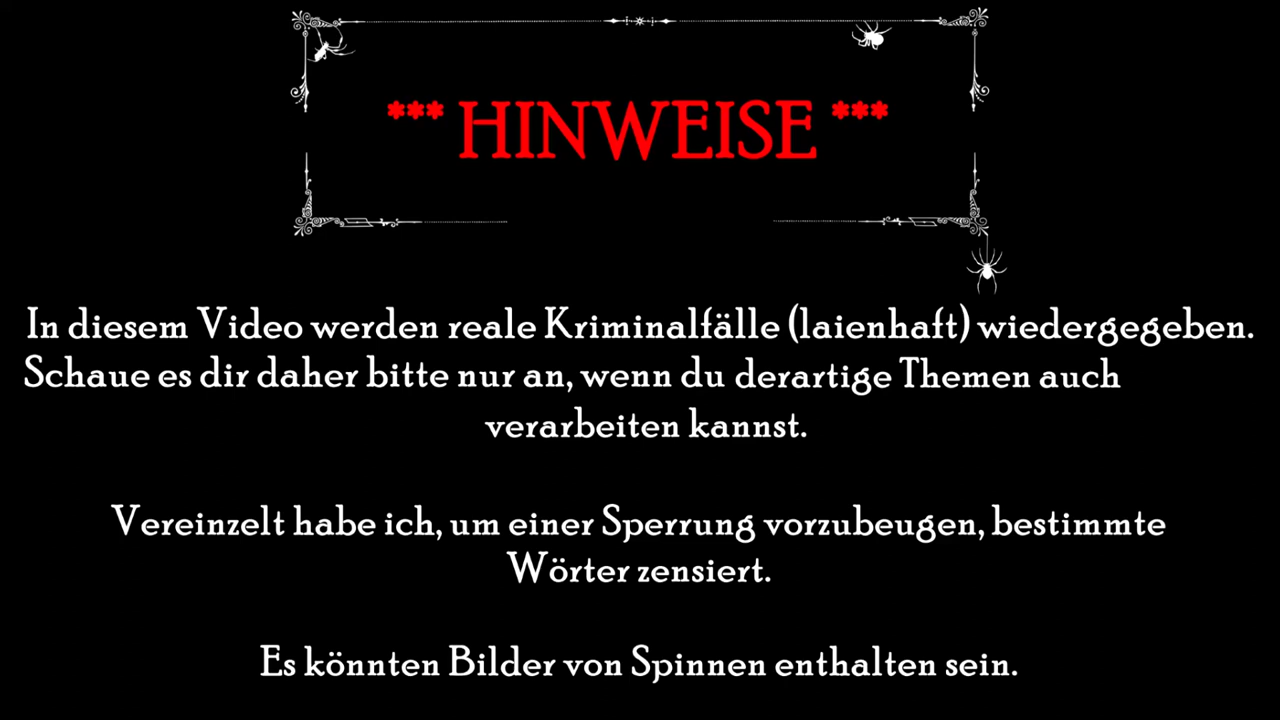 *** HINWEISE ***
In diesem Video werden reale Kriminalfälle (laienhaft) wiedergegeben.
Schaue es dir daher bitte nur an, wenn du derartige Themen auch
verarbeiten kannst.
Vereinzelt habe ich, um einer Sperrung vorzubeugen, bestimmte
Wörter zensiert.
Es könnten Bilder von Spinnen enthalten sein.